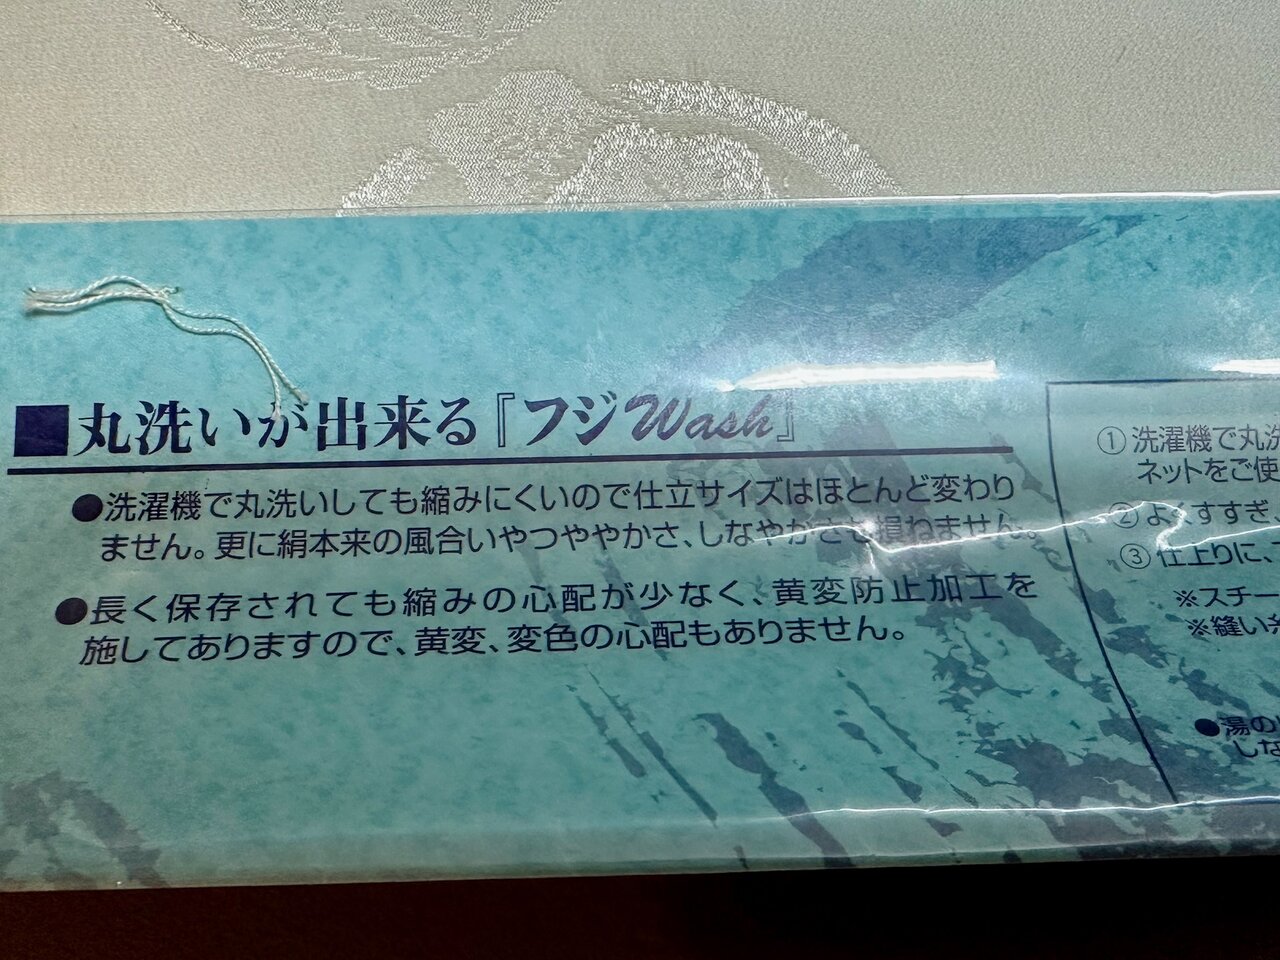 ■丸洗いが出来る『フジWash』
●洗濯機で丸洗いしても縮みにくいので仕立サイズはほとんど変わり
ません。更に絹本来の風合いやつややかさ、しなやかさも損ねません。
●長く保存されても縮みの心配が少なく、黄変防止加工を
施してありますので、黄変、変色の心配もありません。
① 洗濯機で丸洗
ネットをご使
② よくすすぎ、
③ 仕上りに、
※スチー
※縫い糸
●湯の
しな